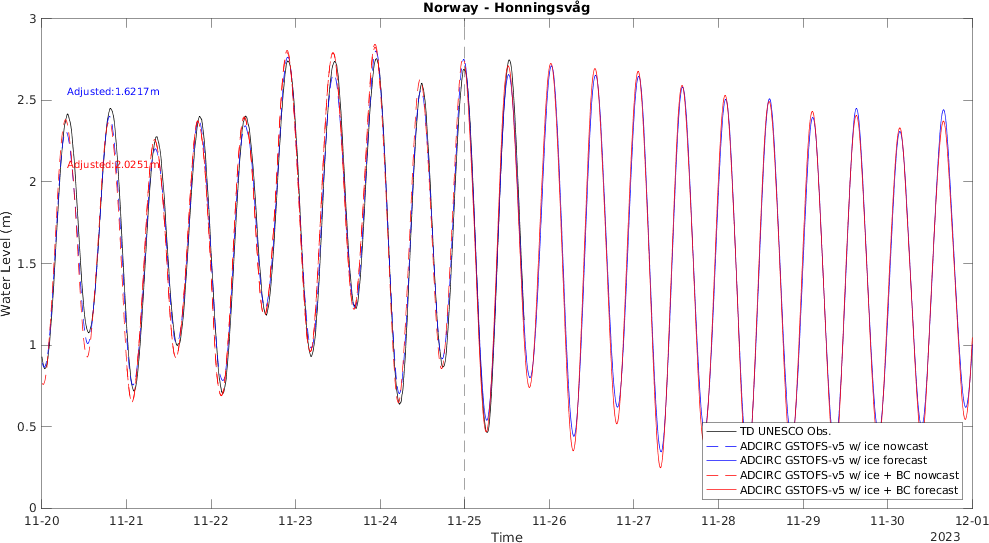 Norway - Honningsvåg
3
2.5
2
1.5
1
0.5
0
Water Level (m)
Adjusted:1.6217m
Adjusted:2.0251m
TD UNESCO Obs.
ADCIRC GSTOFS-v5 w/ ice nowcast
ADCIRC GSTOFS-v5 w/ ice forecast
ADCIRC GSTOFS-v5 w/ ice + BC nowcast
ADCIRC GSTOFS-v5 w/ ice + BC forecast
11-20 11-21 11-22 11-23 11-24 11-25 11-26 11-27 11-28 11-29 11-30 12-01
Time
2023